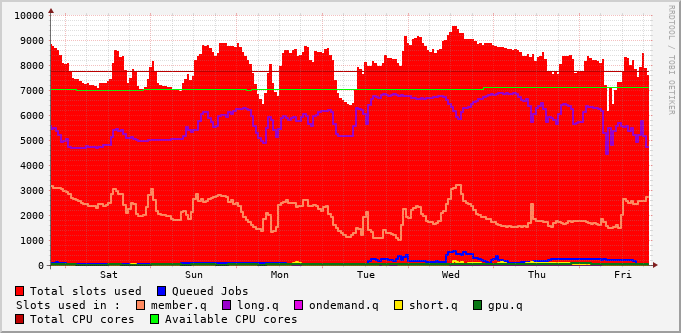 10000
9000
8000
7000
6000
5000
4000
3000
2000
1000
0
Sat Sun Mon Tue Wed Thu Fri
Total slots used Queued Jobs
Slots used in : member.q long.q ondemand.q short.q gpu.q
Total CPU cores Available CPU cores
RRDTOOL / TOBI OETIKER